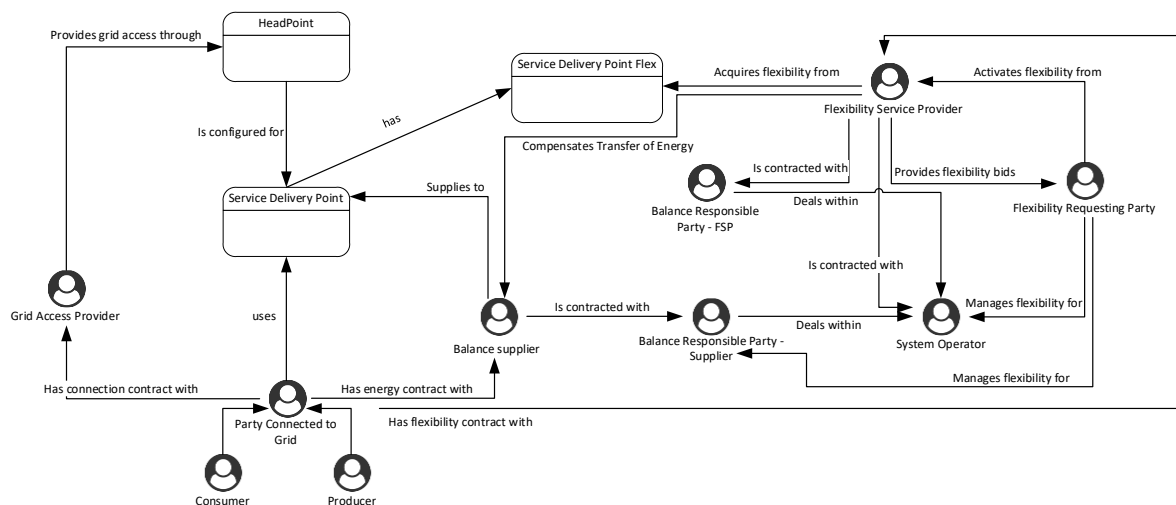 HeadPoint
Provides grid access through
Service Delivery Point Flex
Acquires flexibility from
Activates flexibility from
Flexibility Service Provider
has
Is configured for
Compensates Transfer of Energy
Is contracted with
Provides flexibility bids
Supplies to
Service Delivery Point
Balance Responsible
Party - FSP
Deals within
Flexibility Requesting Party
Is contracted with
Manages flexibility for
Grid Access Provider
uses
Is contracted with
Deals within
Balance supplier
Balance Responsible Party -
Supplier
System Operator
Manages flexibility for
Has connection contract with
Has energy contract with
Party Connected to
Grid
Has flexibility contract with
Consumer
Producer